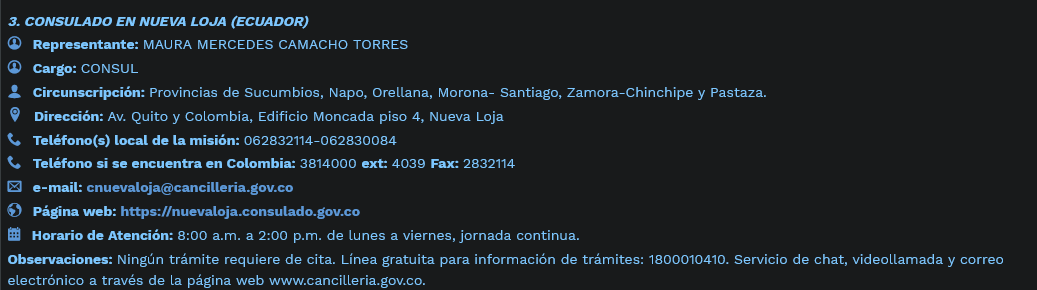 3. CONSULADO EN NUEVA LOJA (ECUADOR)
Representante: MAURA MERCEDES CAMACHO TORRES
Cargo: CONSUL
Circunscripción: Provincias de Sucumbios, Napo, Orellana, Morona- Santiago, Zamora-Chinchipe y Pastaza.
Dirección: Av. Quito y Colombia, Edificio Moncada piso 4, Nueva Loja
Teléfono(s) local de la misión: 062832114-062830084
Teléfono si se encuentra en Colombia: 3814000 ext: 4039 Fax: 2832114
e-mail: cnuevaloja@cancilleria.gov.co
Página web: https://nuevaloja.consulado.gov.co
Horario de Atención: 8:00 a.m. a 2:00 p.m. de lunes a viernes, jornada continua.
Observaciones: Ningún trámite requiere de cita. Línea gratuita para información de trámites: 1800010410. Servicio de chat, videollamada y correo
electrónico a través de la página web www.cancilleria.gov.co.